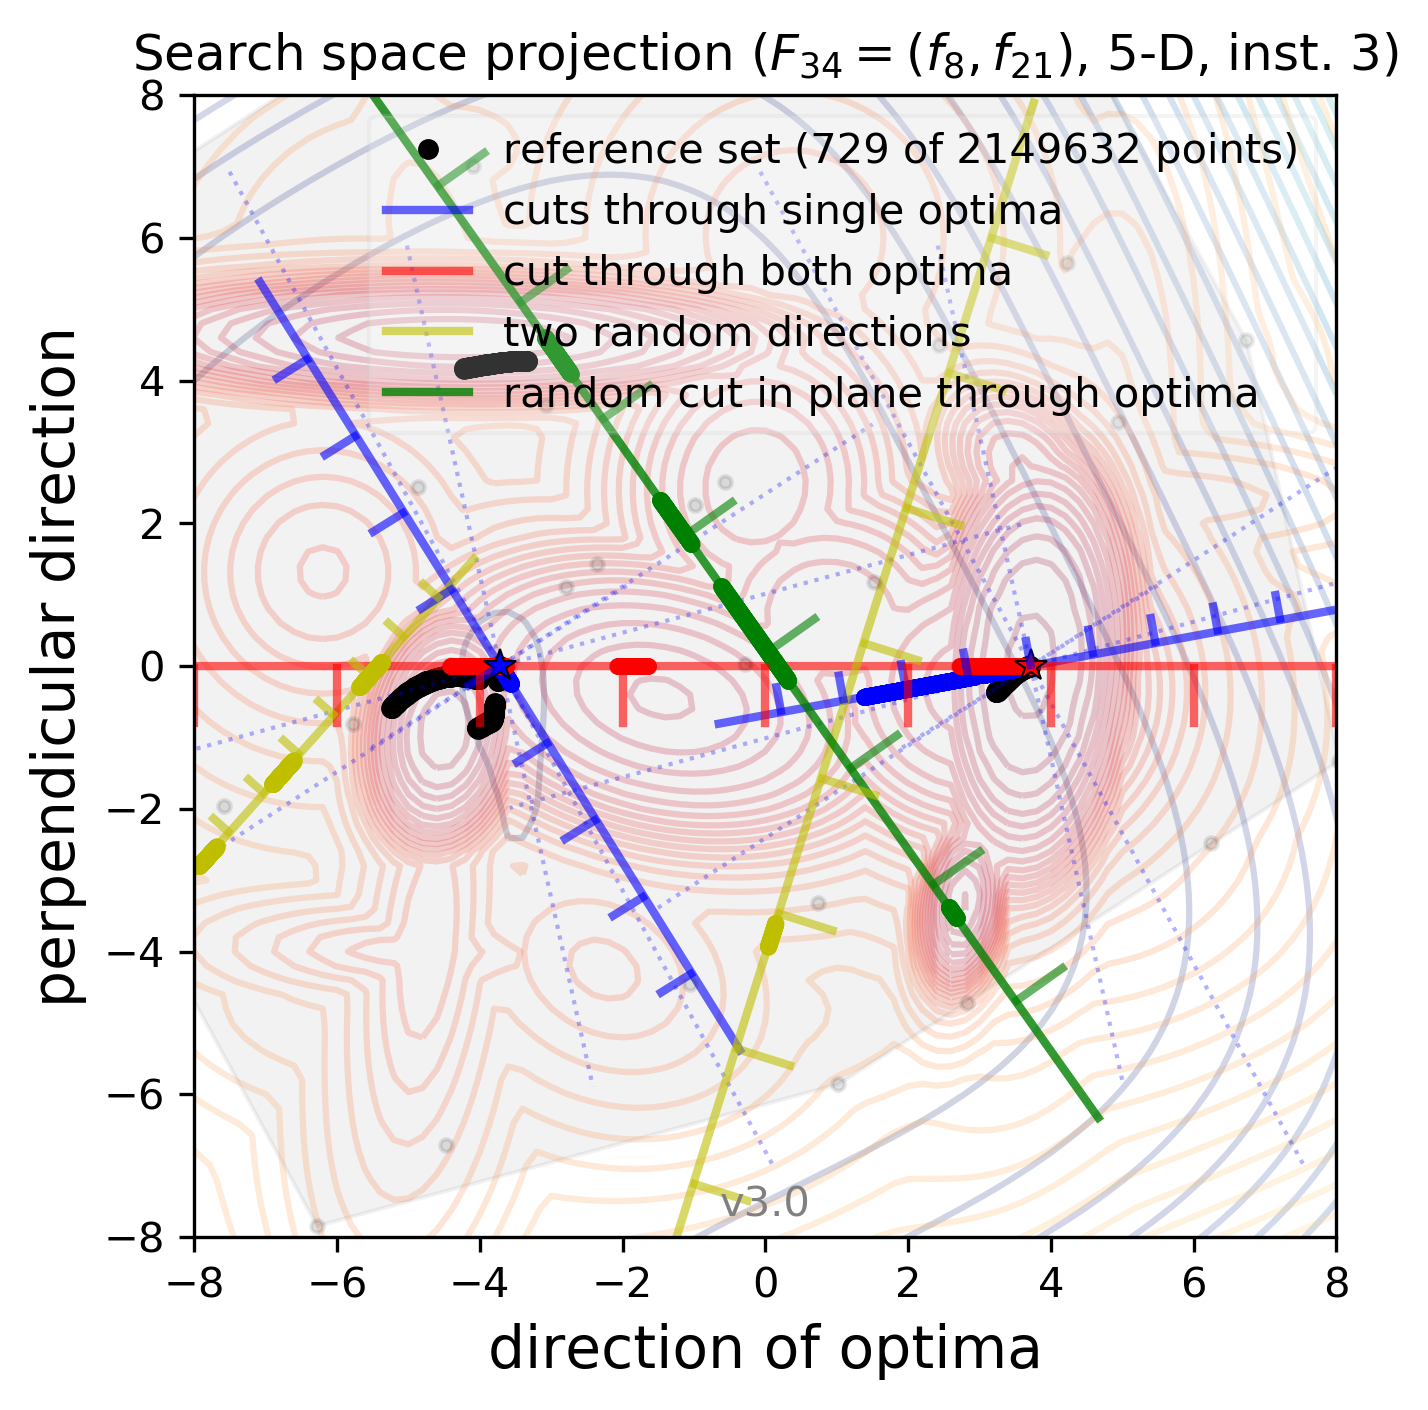 Search space projection (F₃₄ = (f₈, f₂₁), 5-D, inst. 3)
perpendicular direction
8
6
4
2
0
−2
−4
−6
−8
reference set (729 of 2149632 points)
cuts through single optima
cut through both optima
two random directions
random cut in plane through optima
v3.0
−8 −6 −4 −2 0 2 4 6 8
direction of optima